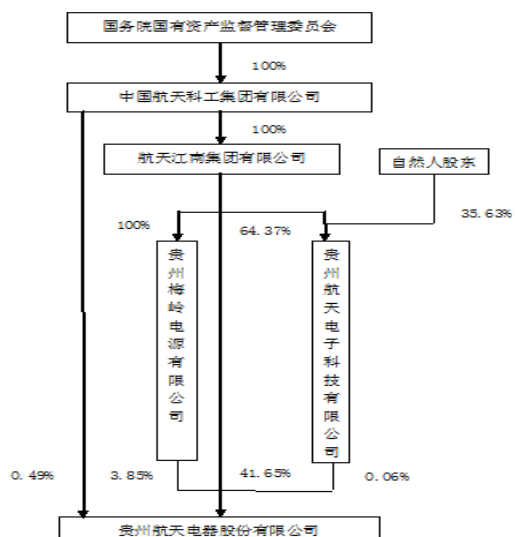 国务院国有资产监督管理委员会
100%
中国航天科工集团有限公司
100%
航天江南集团有限公司
自然人股东
100%
64.37%
35.63%
贵州梅岭电源有限公司
贵州航天电子科技有限公司
0.49%
3.85%
41.65%
0.06%
贵州航天电器股份有限公司